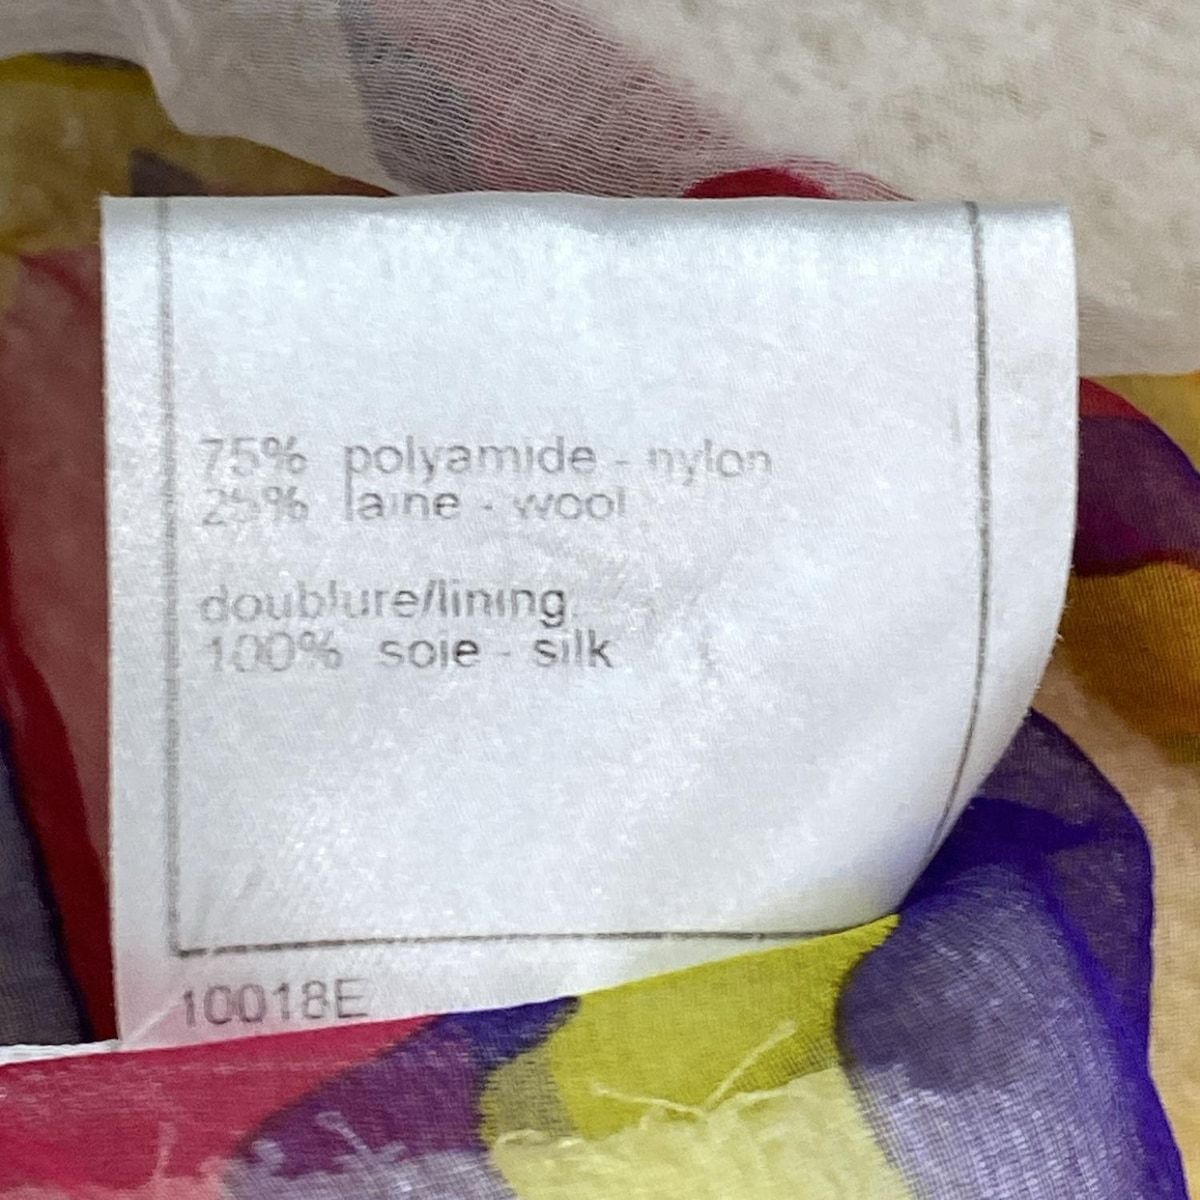 75% polyamide - nylon
25% laine - wool
doublure/lining
100% soie - silk
10018E